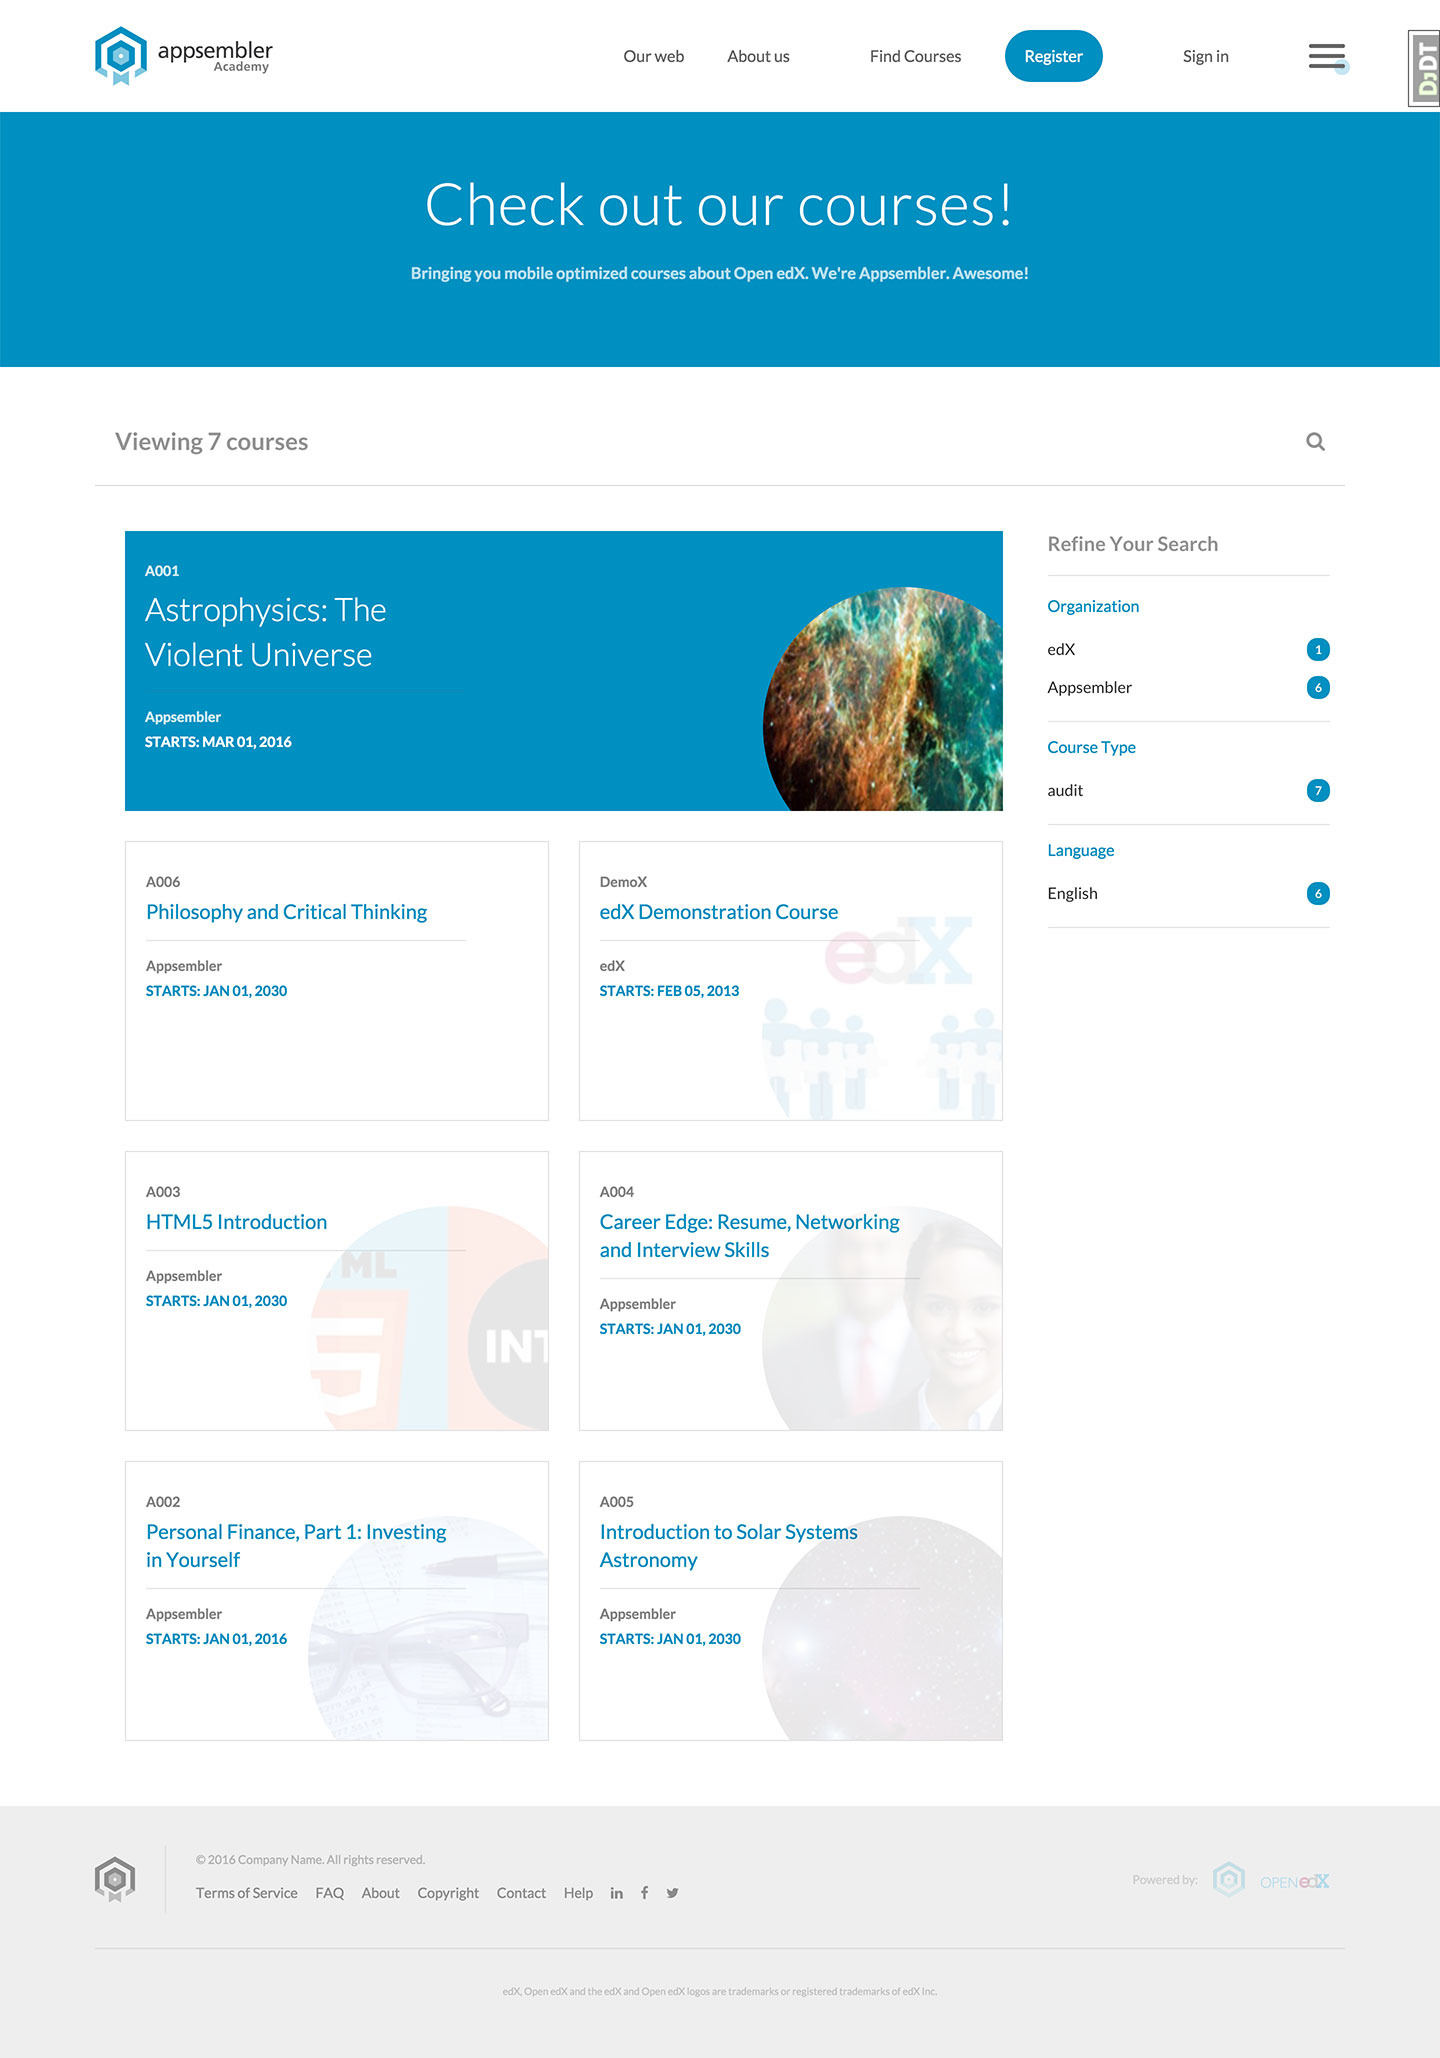 appsembler
Academy
Our web
About us
Find Courses
Register
Sign in
DJDT
Check out our courses!
Bringing you mobile optimized courses about Open edX. We're Appsembler. Awesome!
Viewing 7 courses
A001
Astrophysics: The
Violent Universe
Appsembler
STARTS: MAR 01, 2016
A006
Philosophy and Critical Thinking
Appsembler
STARTS: JAN 01, 2030
DemoX
edX Demonstration Course
edX
edX
STARTS: FEB 05, 2013
A003
HTML5 Introduction
Appsembler
STARTS: JAN 01, 2030
A004
Career Edge: Resume, Networking
and Interview Skills
Appsembler
STARTS: JAN 01, 2030
A002
Personal Finance, Part 1: Investing
in Yourself
Appsembler
STARTS: JAN 01, 2016
A005
Introduction to Solar Systems
Astronomy
Appsembler
STARTS: JAN 01, 2030
Refine Your Search
Organization
edX 1
Appsembler 6
Course Type
audit 7
Language
English 6
© 2016 Company Name. All rights reserved.
Terms of Service FAQ About Copyright Contact Help in f
Powered by:
OPEN edX
edX, Open edX and the edX and Open edX logos are trademarks or registered trademarks of edX Inc.